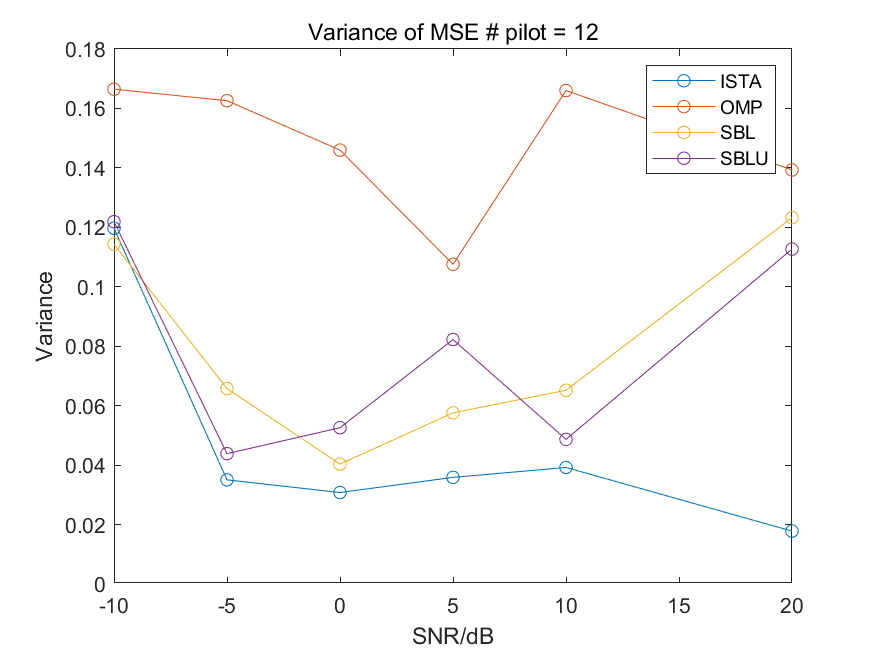 Variance of MSE # pilot = 12
0.18
0.16
0.14
0.12
0.1
0.08
0.06
0.04
0.02
0
Variance
-10
-5
0
5
10
15
20
SNR/dB
ISTA
OMP
SBL
SBLU